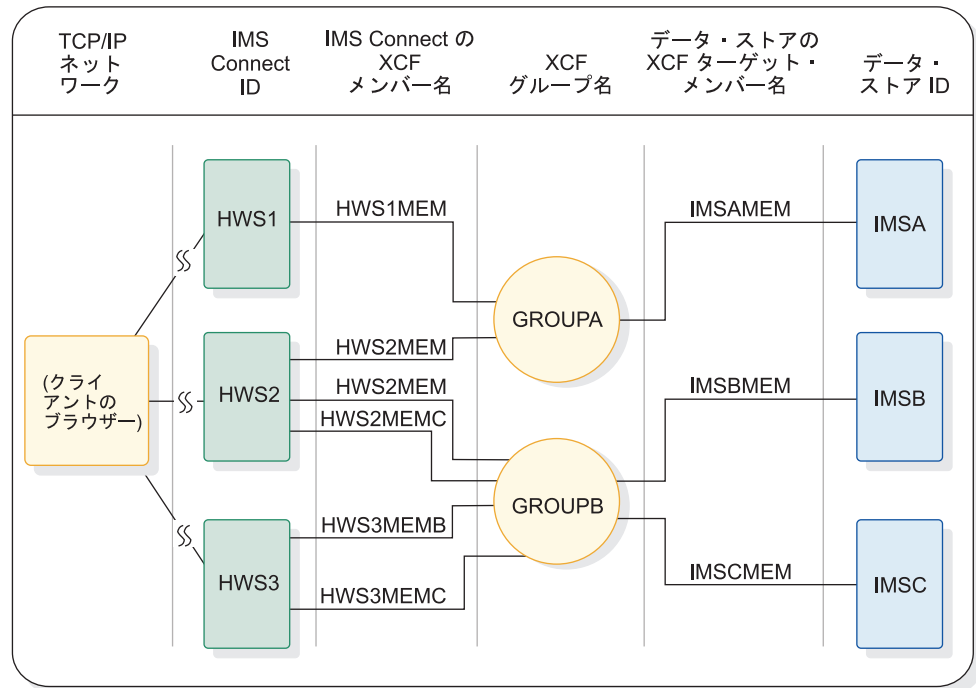 TCP/IP
ネット
ワーク
IMS
Connect
ID
IMS Connect の
XCF
メンバー名
XCF
グループ名
データ・ストアの
XCF ターゲット・
メンバー名
データ・
ストア ID
HWS1
HWS1MEM
IMSAMEM
IMSA
GROUPA
(クライ
アントの
ブラウザー)
HWS2
HWS2MEM
HWS2MEM
HWS2MEMC
IMSBMEM
IMSB
GROUPB
HWS3
HWS3MEMB
HWS3MEMC
IMSCMEM
IMSC